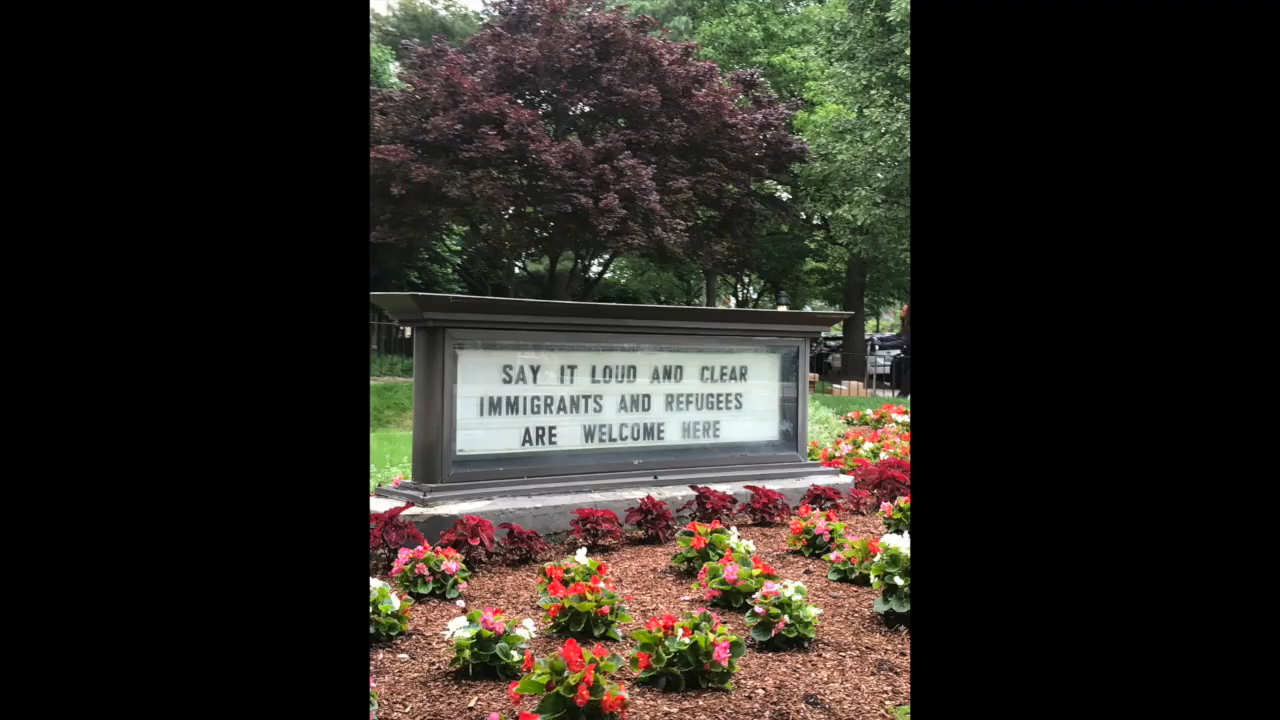 SAY IT LOUD AND CLEAR
IMMIGRANTS AND REFUGEES
ARE WELCOME HERE